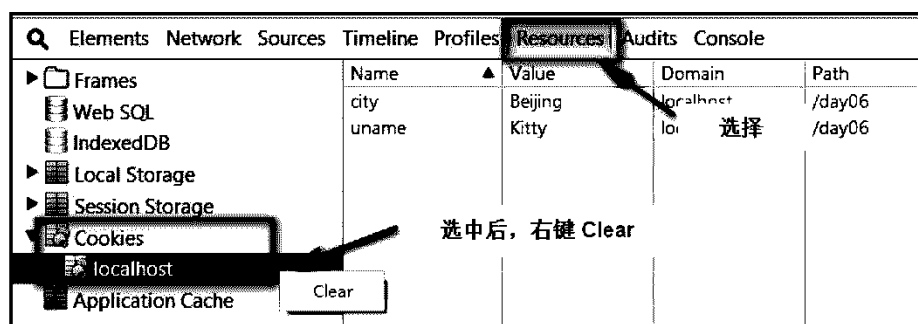 Elements Network Sources Timeline Profiles Resources Audits Console
Frames
Web SQL
IndexedDB
Local Storage
Session Storage
Cookies
localhost
Application Cache
Name Value Domain Path
city Beijing localhost /day06
uname Kitty /day06
选择
选中后，右键 Clear
Clear